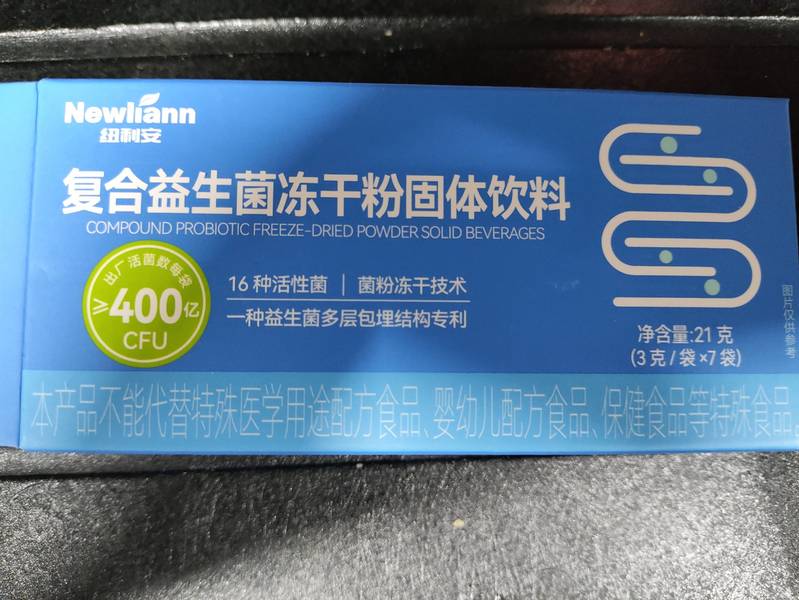 Newliann
纽利安
复合益生菌冻干粉固体饮料
COMPOUND PROBIOTIC FREEZE-DRIED POWDER SOLID BEVERAGES
出厂活菌数每袋
≥400亿
CFU
16 种活性菌 | 菌粉冻干技术
一种益生菌多层包埋结构专利
净含量:21 克
(3 克/袋×7 袋)
图片仅供参考
本产品不能代替特殊医学用途配方食品、婴幼儿配方食品、保健食品等特殊食品。